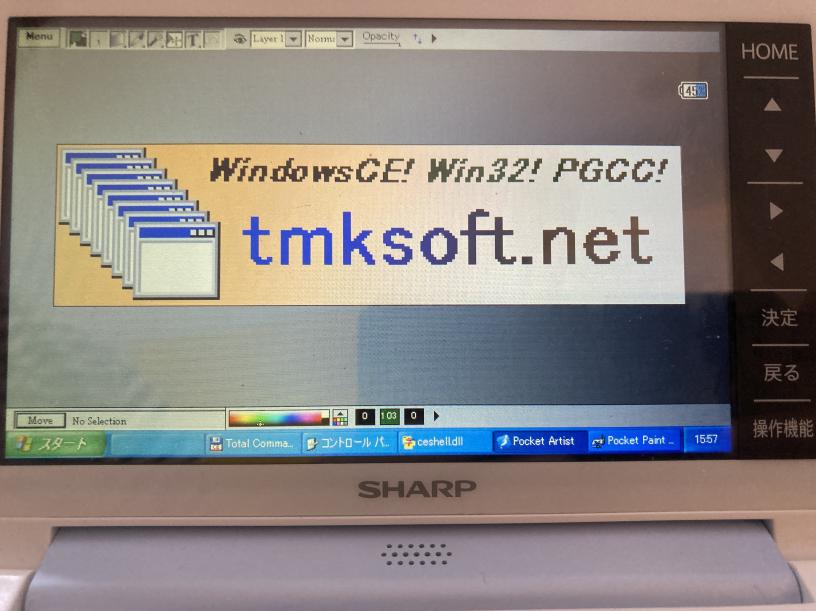 Menu T Layer 1 Norma Opacity
HOME
45
WindowsCE! Win32! PGCC!
tmksoft.net
決定
戻る
操作機能
Move No Selection 0 103 0
スタート Total Comma... コントロール パ... ceshell.dll Pocket Artist Pocket Paint ... 15:57
SHARP